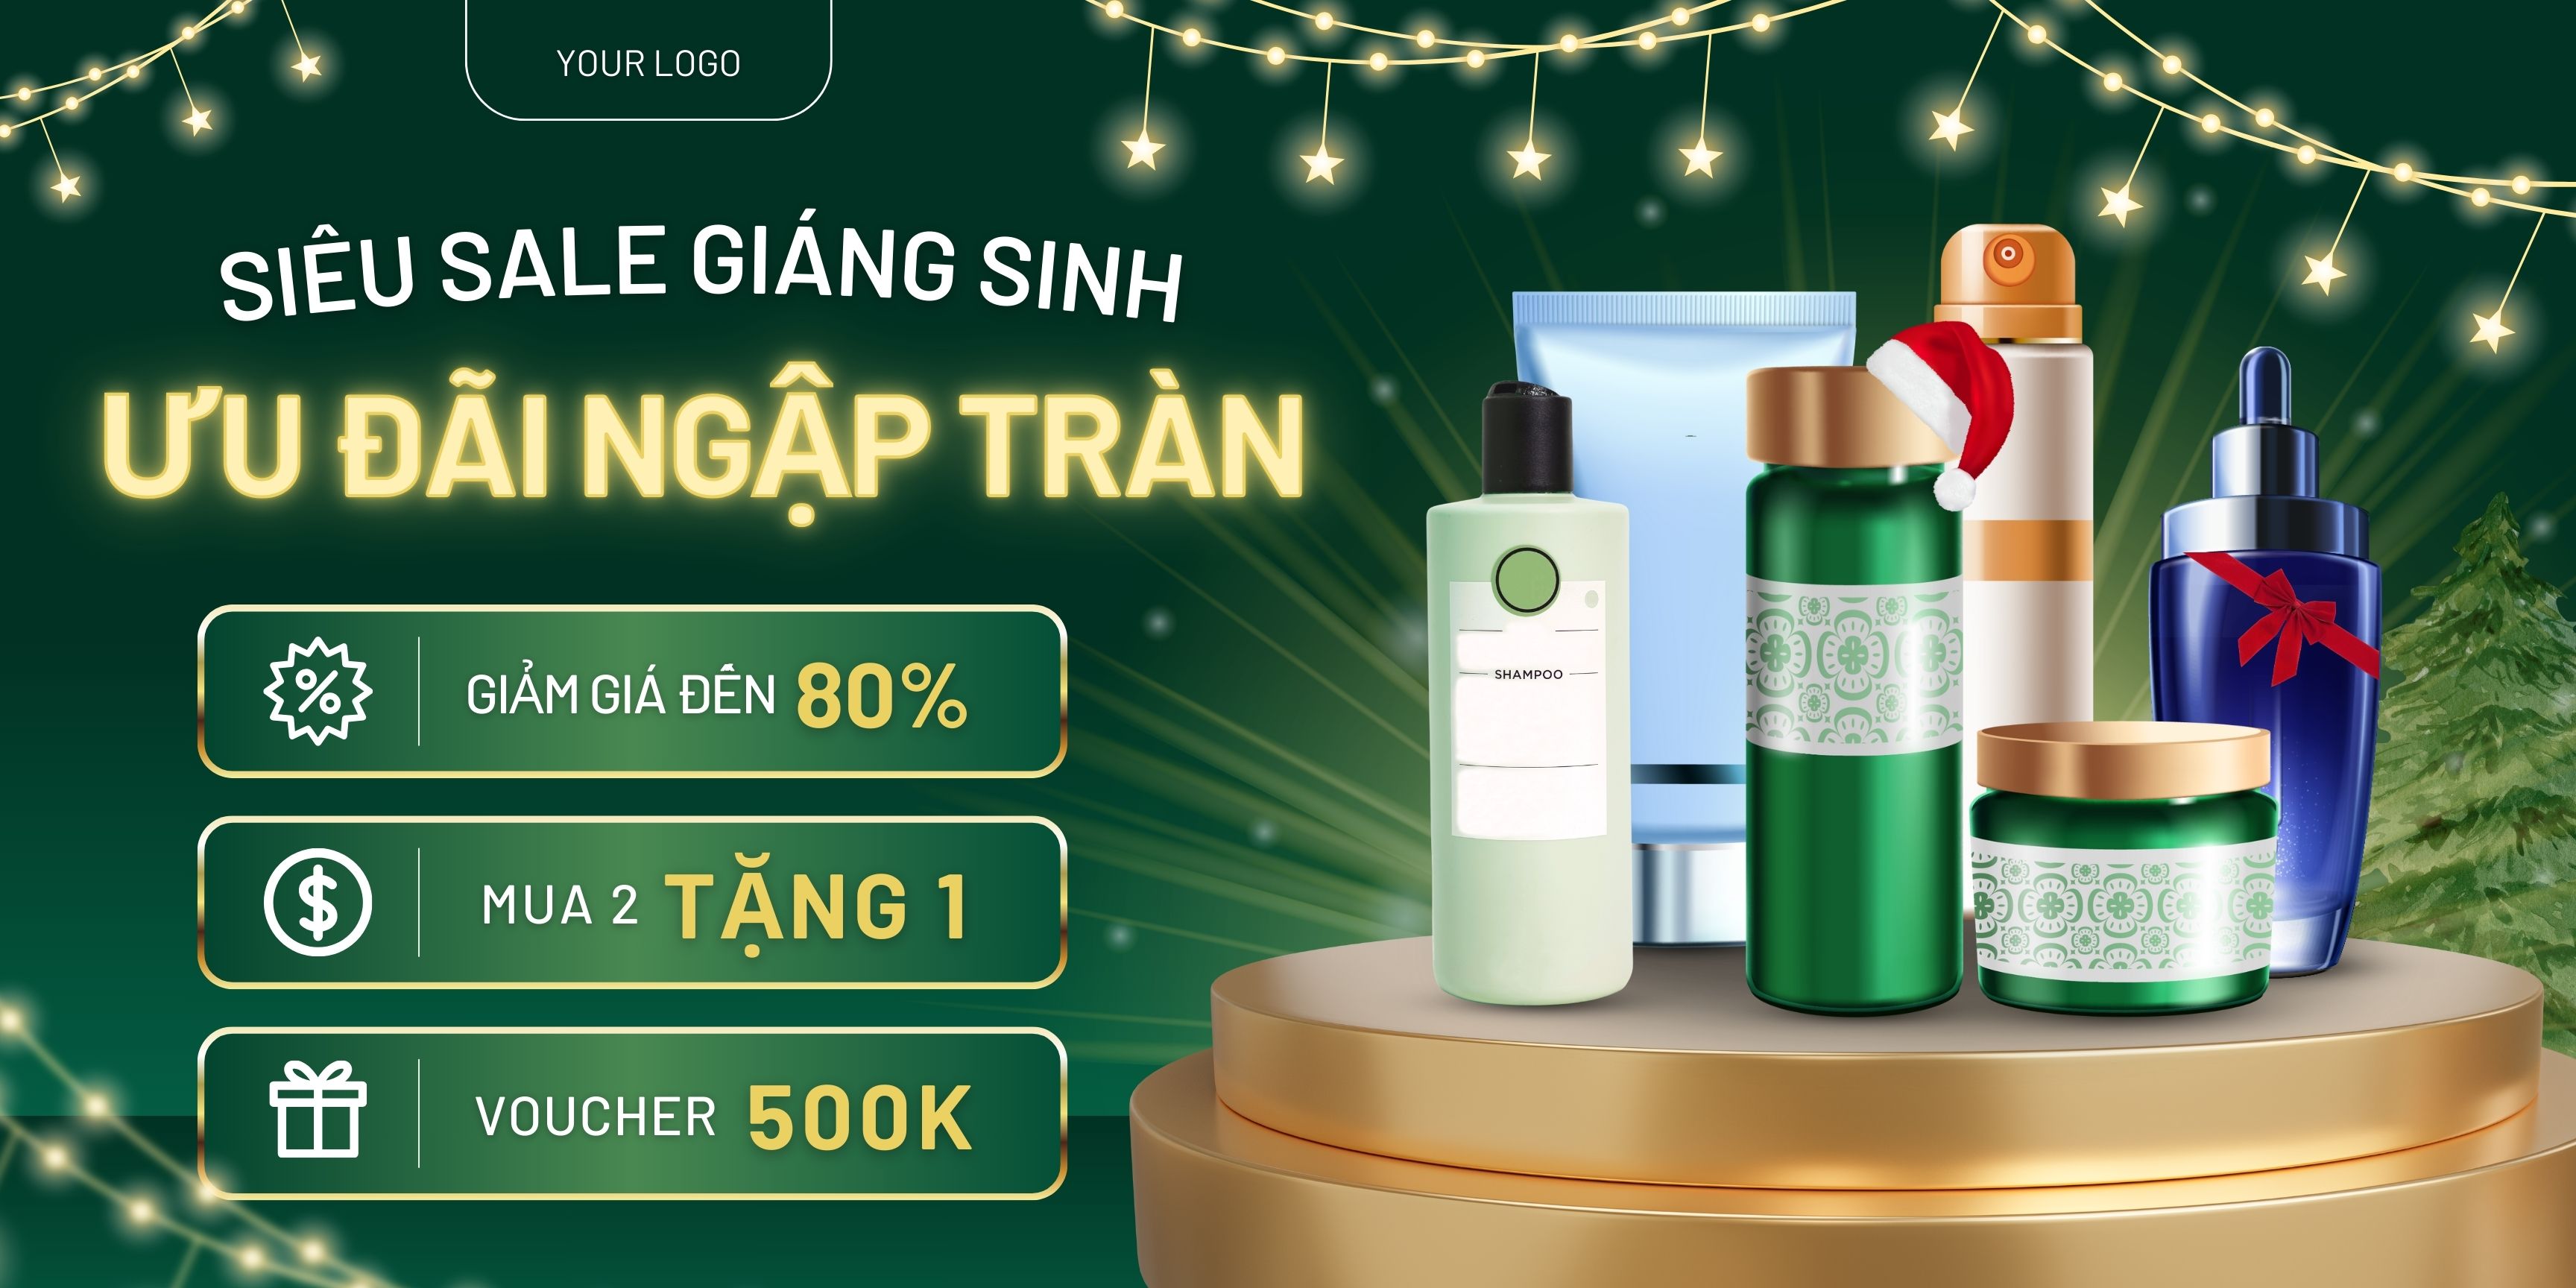 YOUR LOGO
SIÊU SALE GIÁNG SINH
ƯU ĐÃI NGẬP TRÀN
GIẢM GIÁ ĐẾN 80%
MUA 2 TẶNG 1
VOUCHER 500K
SHAMPOO